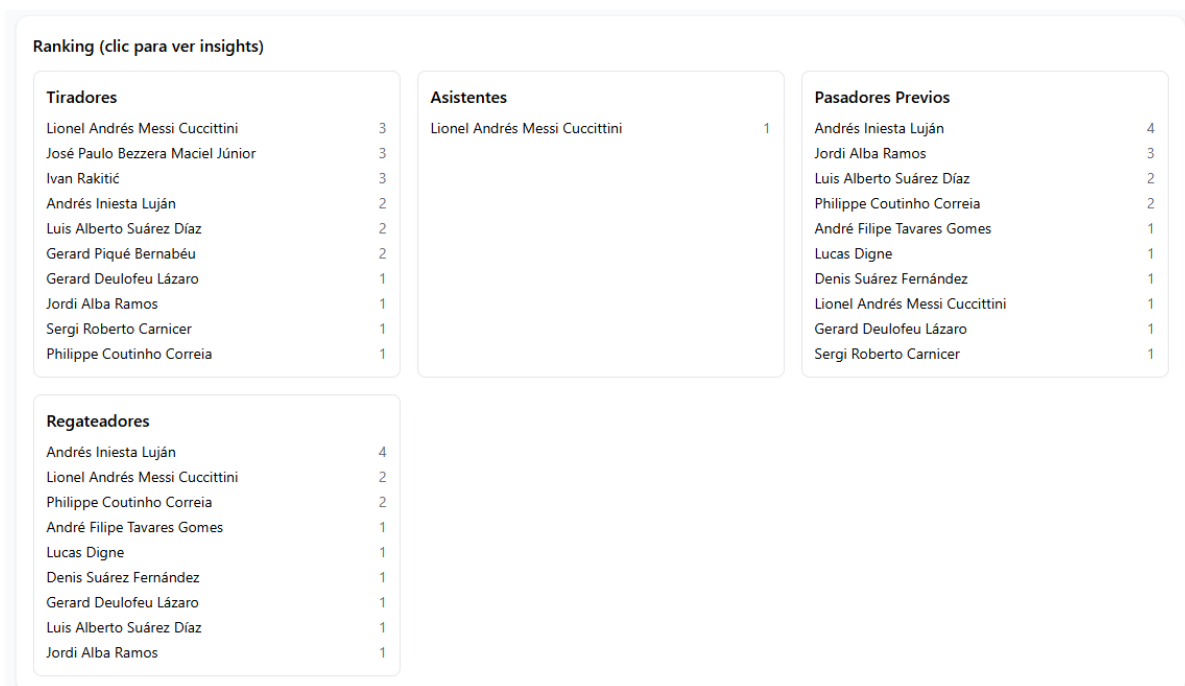 Ranking (clic para ver insights)
Tiradores
Lionel Andrés Messi Cuccittini 3
José Paulo Bezzera Maciel Júnior 3
Ivan Rakitić 3
Andrés Iniesta Luján 2
Luis Alberto Suárez Díaz 2
Gerard Piqué Bernabéu 2
Gerard Deulofeu Lázaro 1
Jordi Alba Ramos 1
Sergi Roberto Carnicer 1
Philippe Coutinho Correia 1
Asistentes
Lionel Andrés Messi Cuccittini 1
Pasadores Previos
Andrés Iniesta Luján 4
Jordi Alba Ramos 3
Luis Alberto Suárez Díaz 2
Philippe Coutinho Correia 2
André Filipe Tavares Gomes 1
Lucas Digne 1
Denis Suárez Fernández 1
Lionel Andrés Messi Cuccittini 1
Gerard Deulofeu Lázaro 1
Sergi Roberto Carnicer 1
Regateadores
Andrés Iniesta Luján 4
Lionel Andrés Messi Cuccittini 2
Philippe Coutinho Correia 2
André Filipe Tavares Gomes 1
Lucas Digne 1
Denis Suárez Fernández 1
Gerard Deulofeu Lázaro 1
Luis Alberto Suárez Díaz 1
Jordi Alba Ramos 1